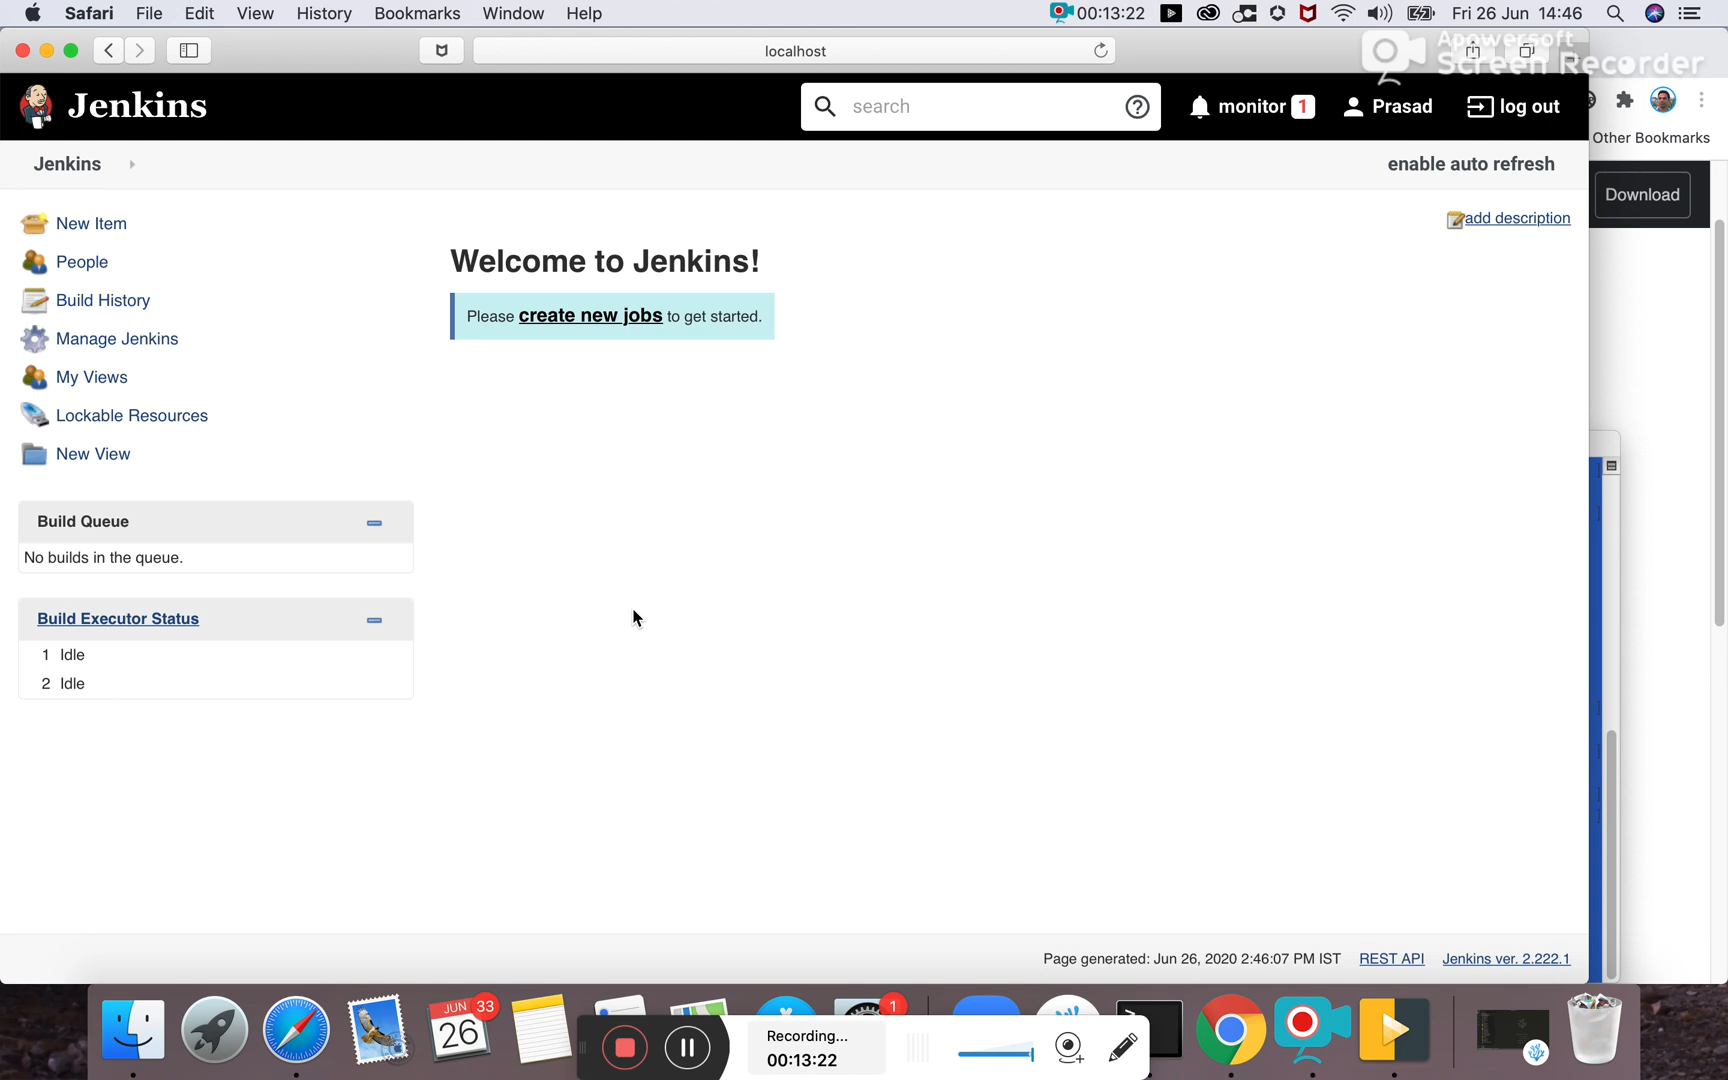 Safari File Edit View History Bookmarks Window Help 00:13:22 Fri 26 Jun 14:46
localhost
Apowersoft
Screen Recorder
Jenkins search monitor 1 Prasad log out
Other Bookmarks
Jenkins enable auto refresh
Download
New Item
add description
People
Welcome to Jenkins!
Build History
Please create new jobs to get started.
Manage Jenkins
My Views
Lockable Resources
New View
Build Queue
No builds in the queue.
Build Executor Status
1 Idle
2 Idle
Page generated: Jun 26, 2020 2:46:07 PM IST REST API Jenkins ver. 2.222.1
JUN 33
26
1
Recording...
00:13:22